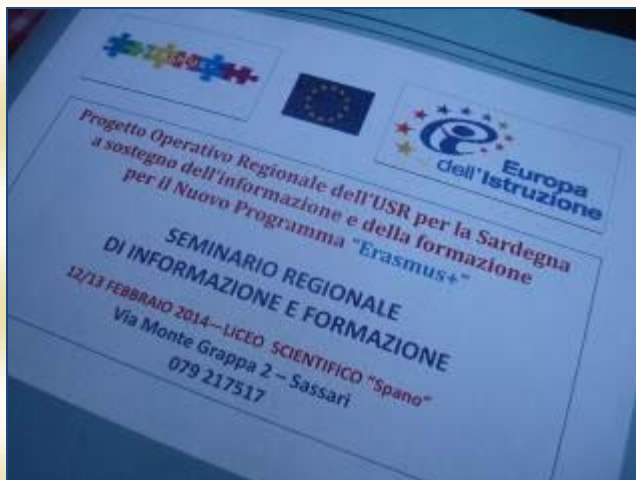 Europa
dell'Istruzione
Progetto Operativo Regionale dell'USR per la Sardegna
a sostegno dell'informazione e della formazione
per il Nuovo Programma "Erasmus+"
SEMINARIO REGIONALE
DI INFORMAZIONE E FORMAZIONE
12/13 FEBBRAIO 2014—LICEO SCIENTIFICO "Spano"
Via Monte Grappa 2 – Sassari
079 217517